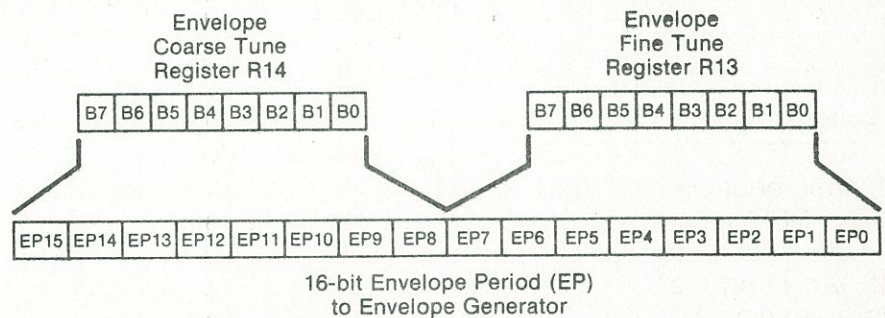 Envelope
Coarse Tune
Register R14
Envelope
Fine Tune
Register R13
B7 B6 B5 B4 B3 B2 B1 B0
B7 B6 B5 B4 B3 B2 B1 B0
EP15 EP14 EP13 EP12 EP11 EP10 EP9 EP8 EP7 EP6 EP5 EP4 EP3 EP2 EP1 EP0
16-bit Envelope Period (EP)
to Envelope Generator